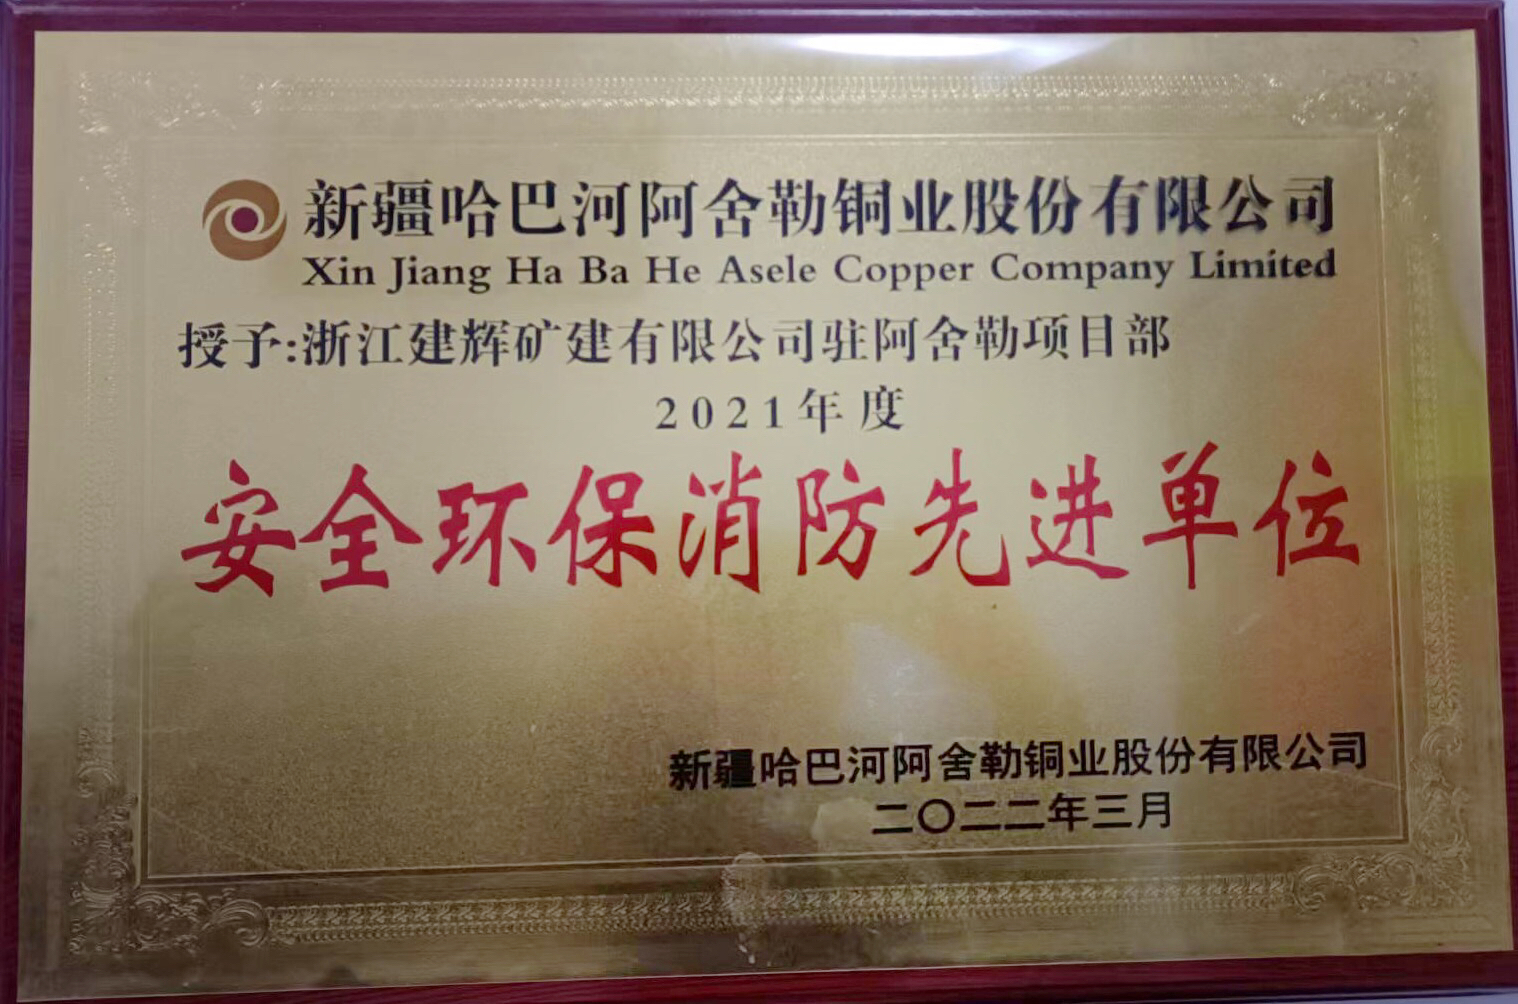 新疆哈巴河阿舍勒铜业股份有限公司
Xin Jiang Ha Ba He Asele Copper Company Limited
授予:浙江建辉矿建有限公司驻阿舍勒项目部
2021年度
安全环保消防先进单位
新疆哈巴河阿舍勒铜业股份有限公司
二〇二二年三月